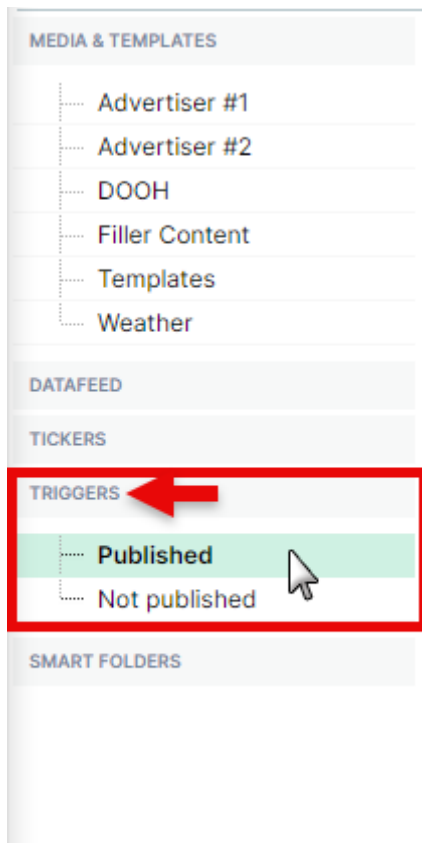 MEDIA & TEMPLATES
Advertiser #1
Advertiser #2
DOOH
Filler Content
Templates
Weather
DATAFEED
TICKERS
TRIGGERS
Published
Not published
SMART FOLDERS